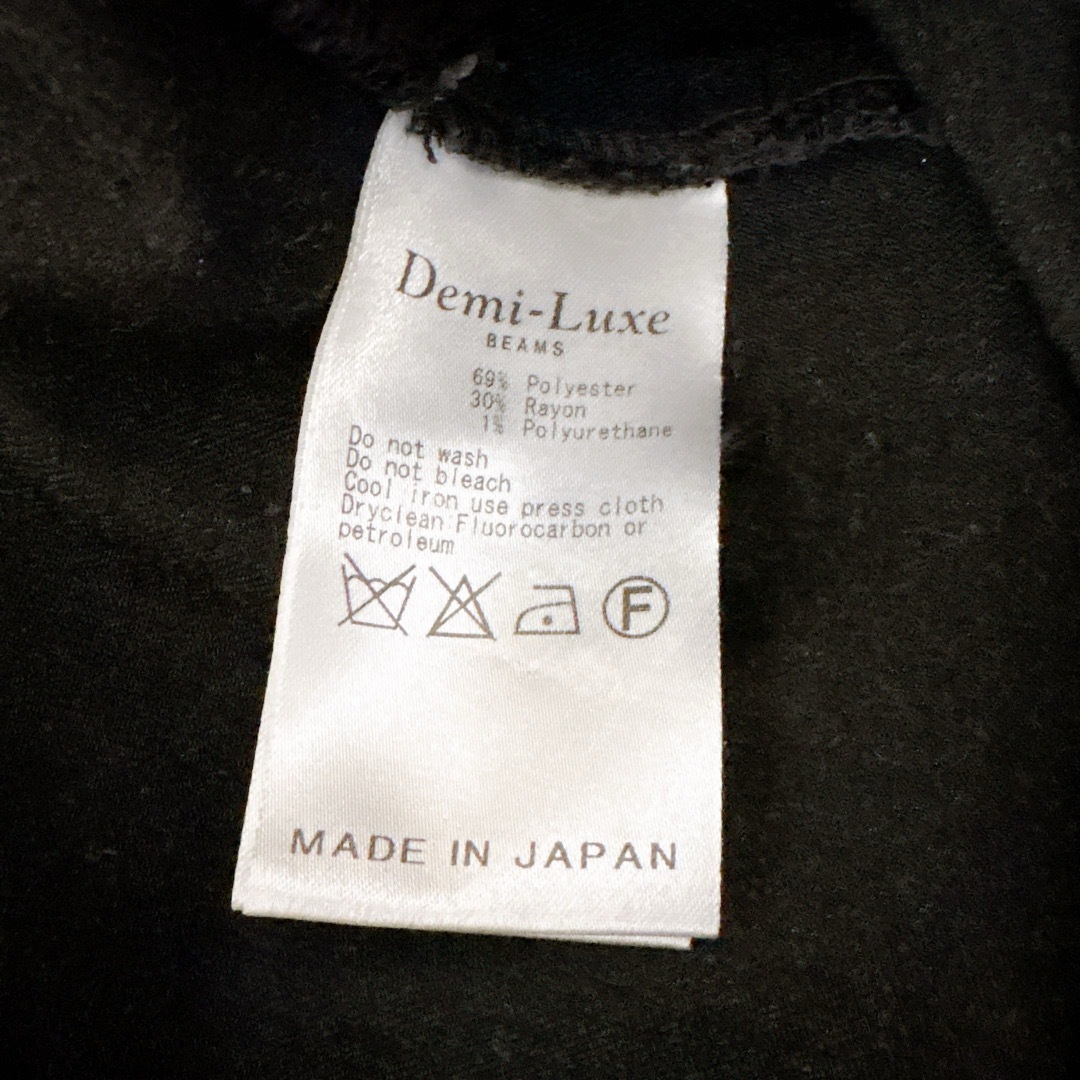 Demi-Luxe
BEAMS
69% Polyester
30% Rayon
1% Polyurethane
Do not wash
Do not bleach
Cool iron use press cloth
Dryclean Fluorocarbon or
petroleum
F
MADE IN JAPAN